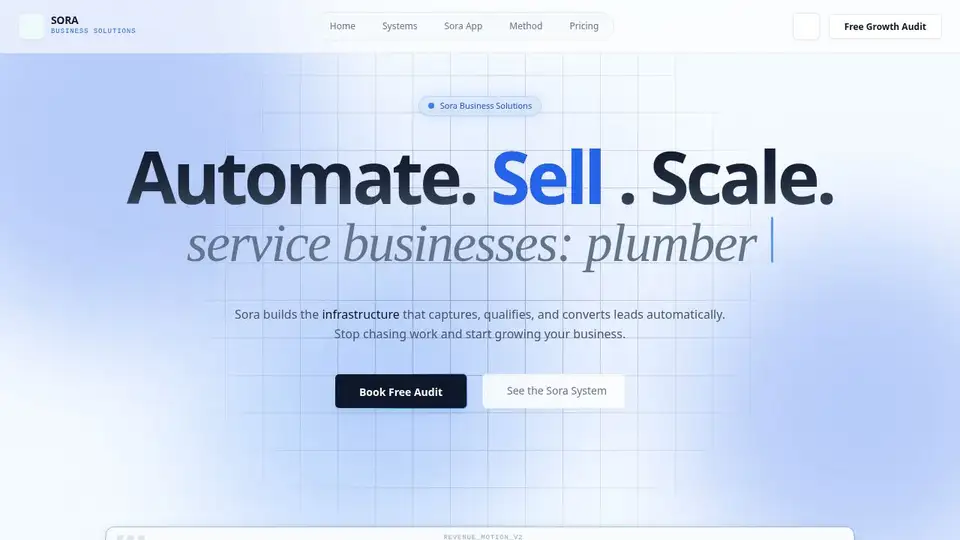 SORA
BUSINESS SOLUTIONS
Home Systems Sora App Method Pricing
Free Growth Audit
Sora Business Solutions
Automate. Sell . Scale.
service businesses: plumber
Sora builds the infrastructure that captures, qualifies, and converts leads automatically.
Stop chasing work and start growing your business.
Book Free Audit
See the Sora System
REVENUE_MOTION_V2